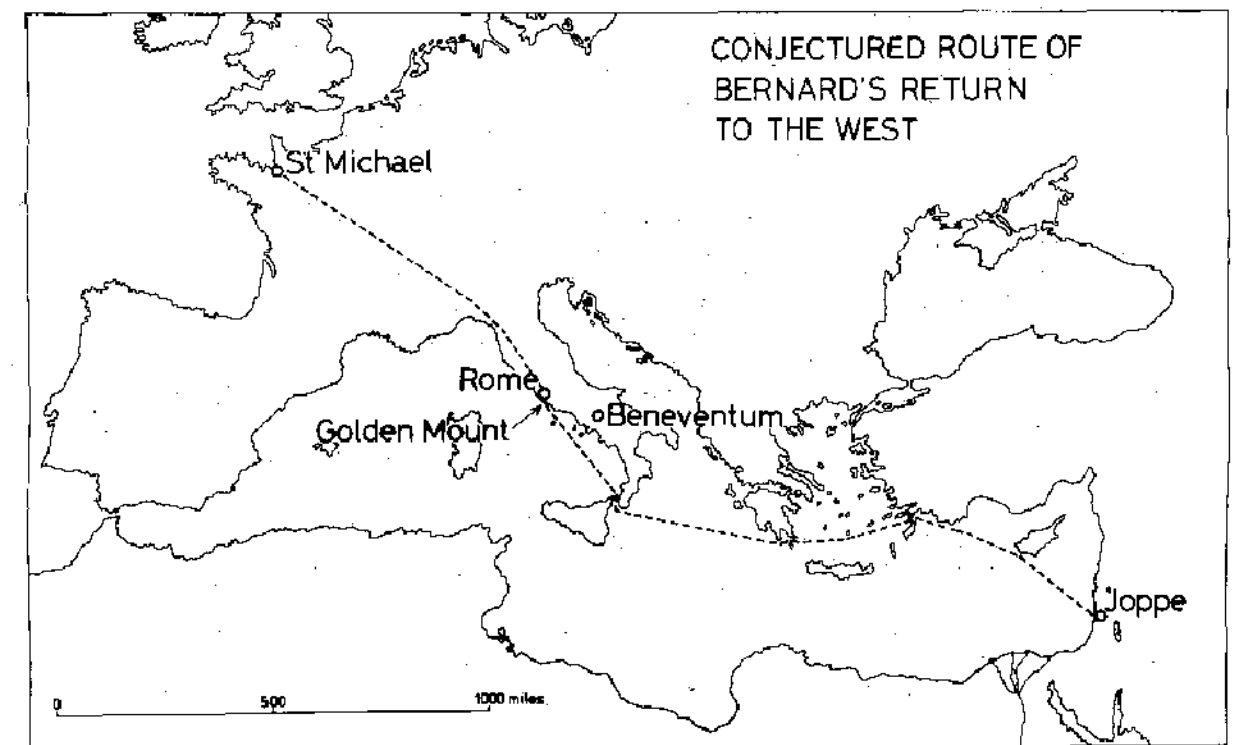 CONJECTURED ROUTE OF
BERNARD'S RETURN
TO THE WEST
St Michael
Rome
Beneventum
Golden Mount
Joppe
0 500 1000 miles.